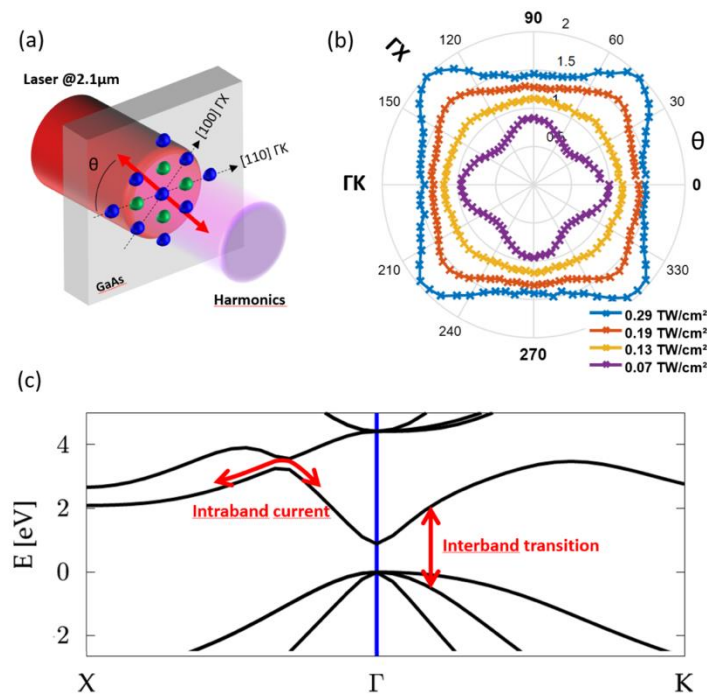 (a)
Laser @2.1µm
θ
[100] ΓX
[110] ΓK
GaAs
Harmonics
(b)
90
2
120
60
1.5
ΓX
150
1
30
0.5
θ
ΓK
0
210
330
240
270
0.29 TW/cm²
0.19 TW/cm²
0.13 TW/cm²
0.07 TW/cm²
(c)
4
2
0
-2
E [eV]
Intraband current
Interband transition
X
Γ
K